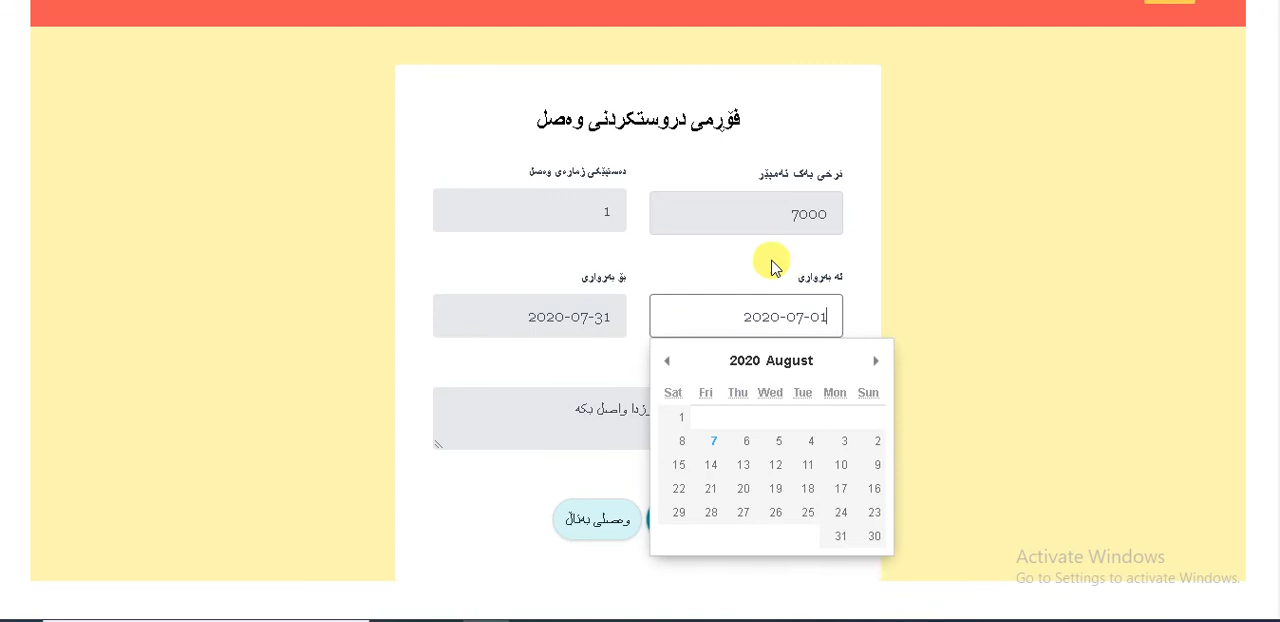 فۆڕمی دروستکردنی وەصل
نرخی یەک ئەمپێر
دەستپێکی ژمارەی وەصل
7000
1
لە بەرواری
بۆ بەرواری
2020-07-01
2020-07-31
2020 August
Sat Fri Thu Wed Tue Mon Sun
1
8 7 6 5 4 3 2
15 14 13 12 11 10 9
22 21 20 19 18 17 16
29 28 27 26 25 24 23
31 30
واصل بکە
وەصلی بەتاڵ
Activate Windows
Go to Settings to activate Windows.